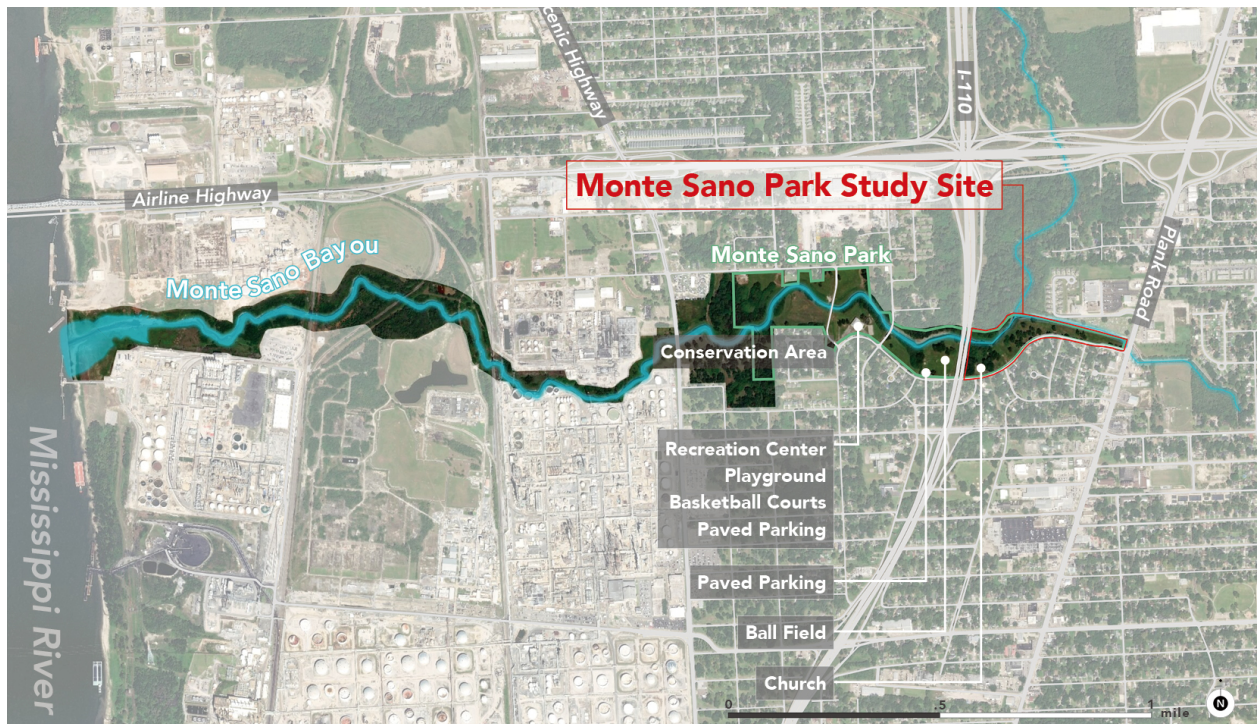 Scenic Highway
I-110
Monte Sano Park Study Site
Airline Highway
Plank Road
Monte Sano Bayou
Monte Sano Park
Conservation Area
Mississippi River
Recreation Center
Playground
Basketball Courts
Paved Parking
Paved Parking
Ball Field
Church
0 .5 1 mile
N